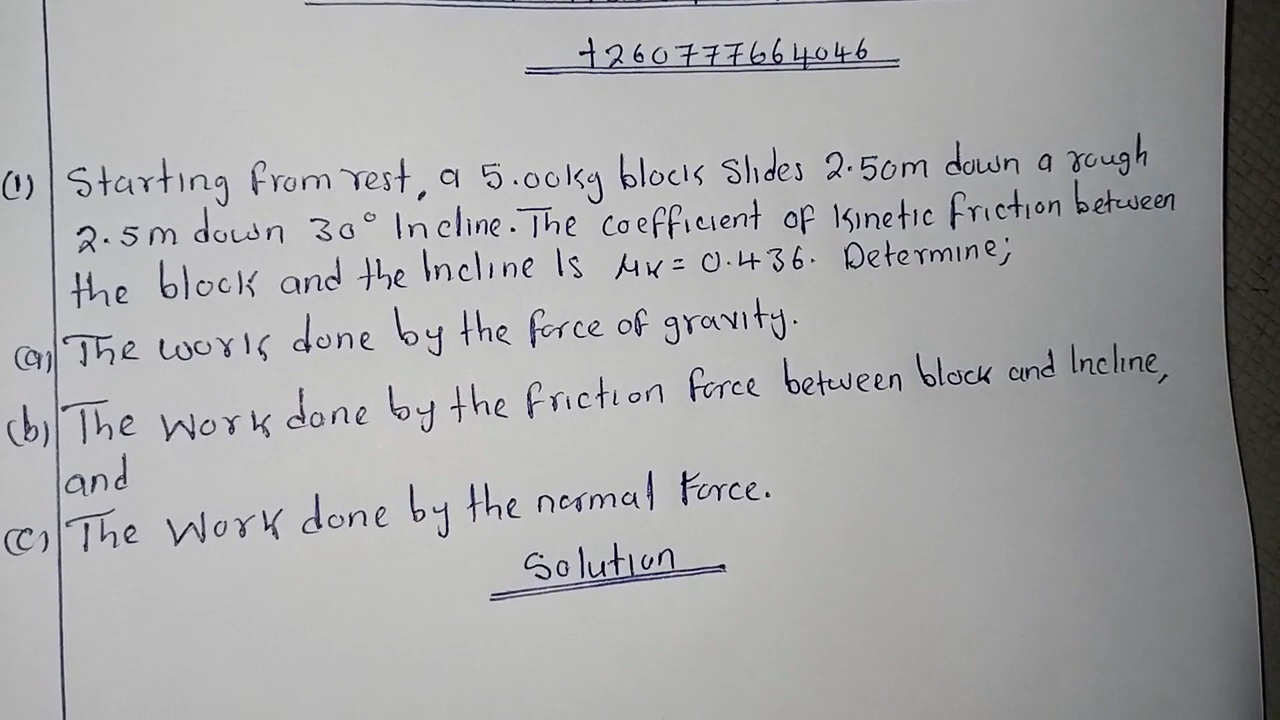 +260777664046
(1) Starting from rest, a 5.00kg block slides 2.50m down a rough
2.5m down 30° Incline. The coefficient of kinetic friction between
the block and the Incline Is μk = 0.436. Determine;
(a) The work done by the force of gravity.
(b) The Work done by the friction force between block and Incline,
and
(c) The Work done by the normal Force.
Solution